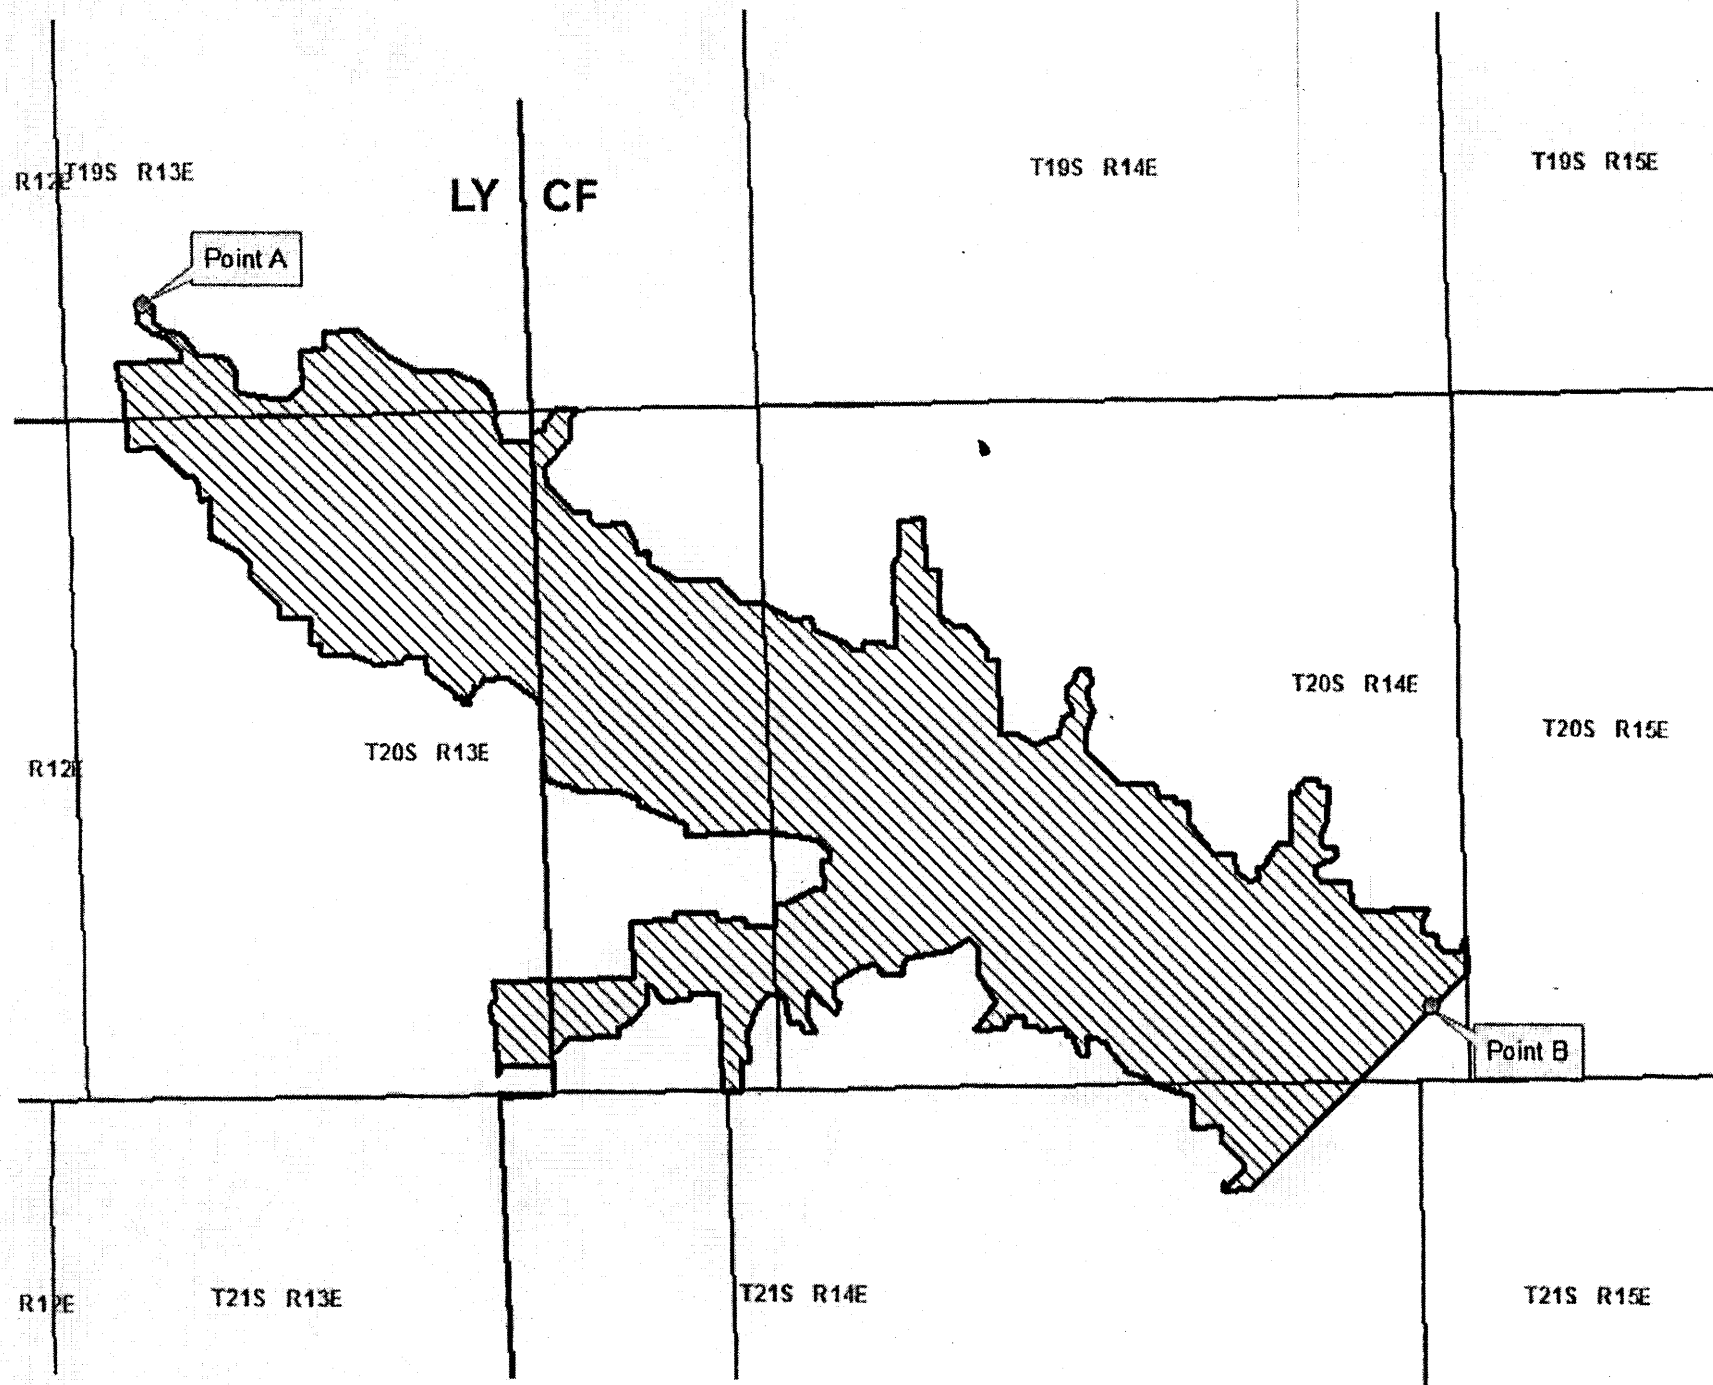 T19S R14E
T19S R15E
R12E T19S R13E
LY CF
Point A
T20S R14E
T20S R15E
T20S R13E
R12E
Point B
T21S R14E
T21S R15E
R12E T21S R13E